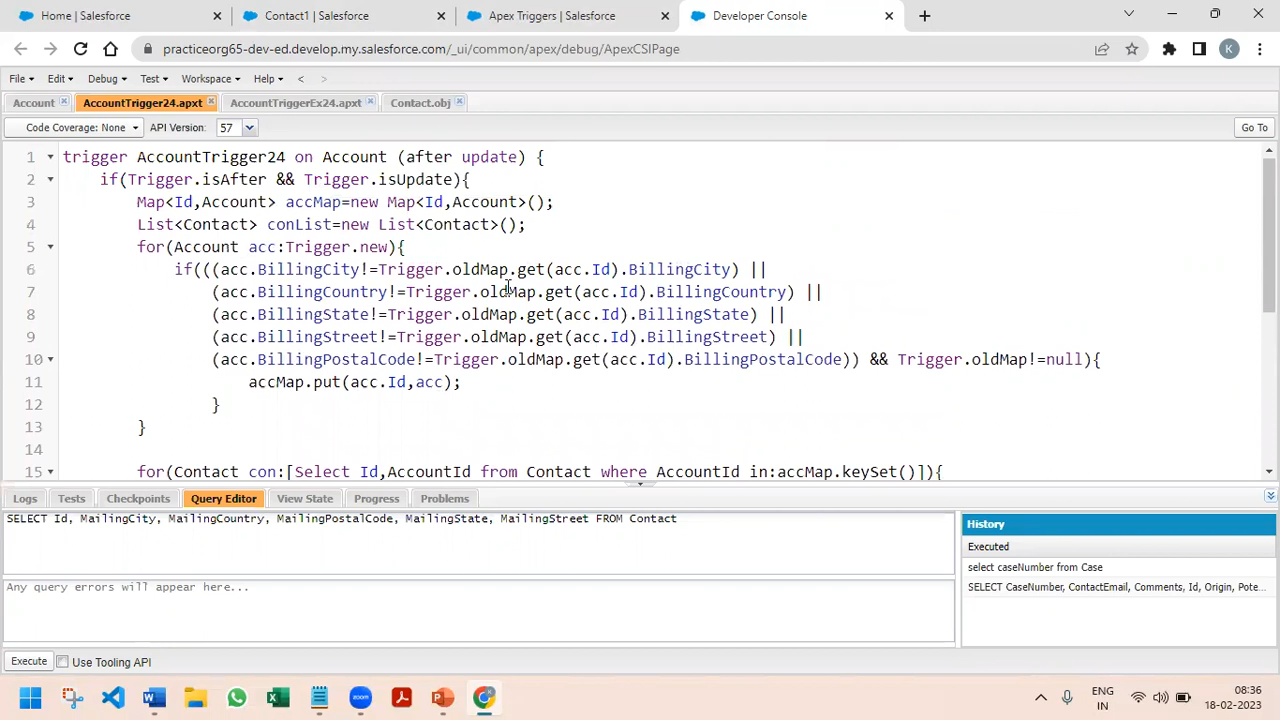 Home | Salesforce
Contact1 | Salesforce
Apex Triggers | Salesforce
Developer Console
practiceorg65-dev-ed.develop.my.salesforce.com/_ui/common/apex/debug/ApexCSIPage
K
File Edit Debug Test Workspace Help < >
Account AccountTrigger24.apxt AccountTriggerEx24.apxt Contact.obj
Code Coverage: None API Version: 57 Go To
1 trigger AccountTrigger24 on Account (after update) {
2 if(Trigger.isAfter && Trigger.isUpdate){
3 Map<Id,Account> accMap=new Map<Id,Account>();
4 List<Contact> conList=new List<Contact>();
5 for(Account acc:Trigger.new){
6 if(((acc.BillingCity!=Trigger.oldMap.get(acc.Id).BillingCity) ||
7 (acc.BillingCountry!=Trigger.oldMap.get(acc.Id).BillingCountry) ||
8 (acc.BillingState!=Trigger.oldMap.get(acc.Id).BillingState) ||
9 (acc.BillingStreet!=Trigger.oldMap.get(acc.Id).BillingStreet) ||
10 (acc.BillingPostalCode!=Trigger.oldMap.get(acc.Id).BillingPostalCode)) && Trigger.oldMap!=null){
11 accMap.put(acc.Id,acc);
12 }
13 }
14
15 for(Contact con:[Select Id,AccountId from Contact where AccountId in:accMap.keySet()]){
Logs Tests Checkpoints Query Editor View State Progress Problems
SELECT Id, MailingCity, MailingCountry, MailingPostalCode, MailingState, MailingStreet FROM Contact
Any query errors will appear here...
History
Executed
select caseNumber from Case
SELECT CaseNumber, ContactEmail, Comments, Id, Origin, Pote...
Execute Use Tooling API
ENG
IN
08:36
18-02-2023